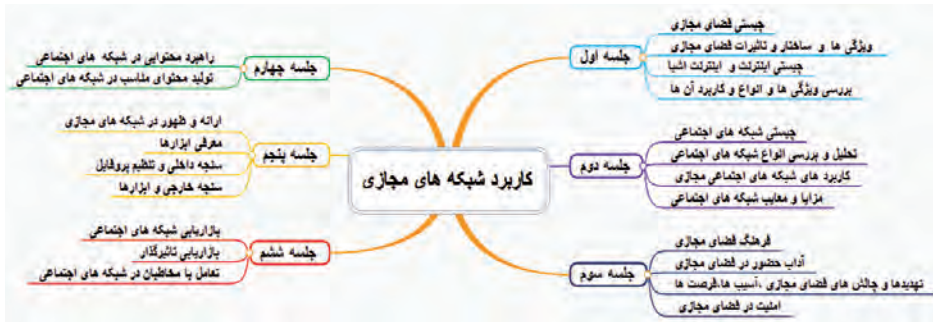 کاربرد شبکه های مجازی
جلسه اول
چیستی فضای مجازی
ویژگی ها و ساختار و تاثیرات فضای مجازی
چیستی اینترنت و اینترنت اشیا
بررسی ویژگی ها و انواع و کاربرد آن ها
جلسه دوم
چیستی شبکه های اجتماعی
تحلیل و بررسی انواع شبکه های اجتماعی
کاربرد های شبکه های اجتماعی مجازی
مزایا و معایب شبکه های اجتماعی
جلسه سوم
فرهنگ فضای مجازی
آداب حضور در فضای مجازی
تهدیدها و چالش های فضای مجازی ،آسیب ها،فرصت ها
امنیت در فضای مجازی
جلسه چهارم
راهبرد محتوایی در شبکه های اجتماعی
تولید محتوای مناسب در شبکه های اجتماعی
جلسه پنجم
ارائه و ظهور در شبکه های مجازی
معرفی ابزارها
سنجه داخلی و تنظیم پروفایل
سنجه خارجی و ابزارها
جلسه ششم
بازاریابی شبکه های اجتماعی
بازاریابی تاثیرگذار
تعامل با مخاطبان در شبکه های اجتماعی